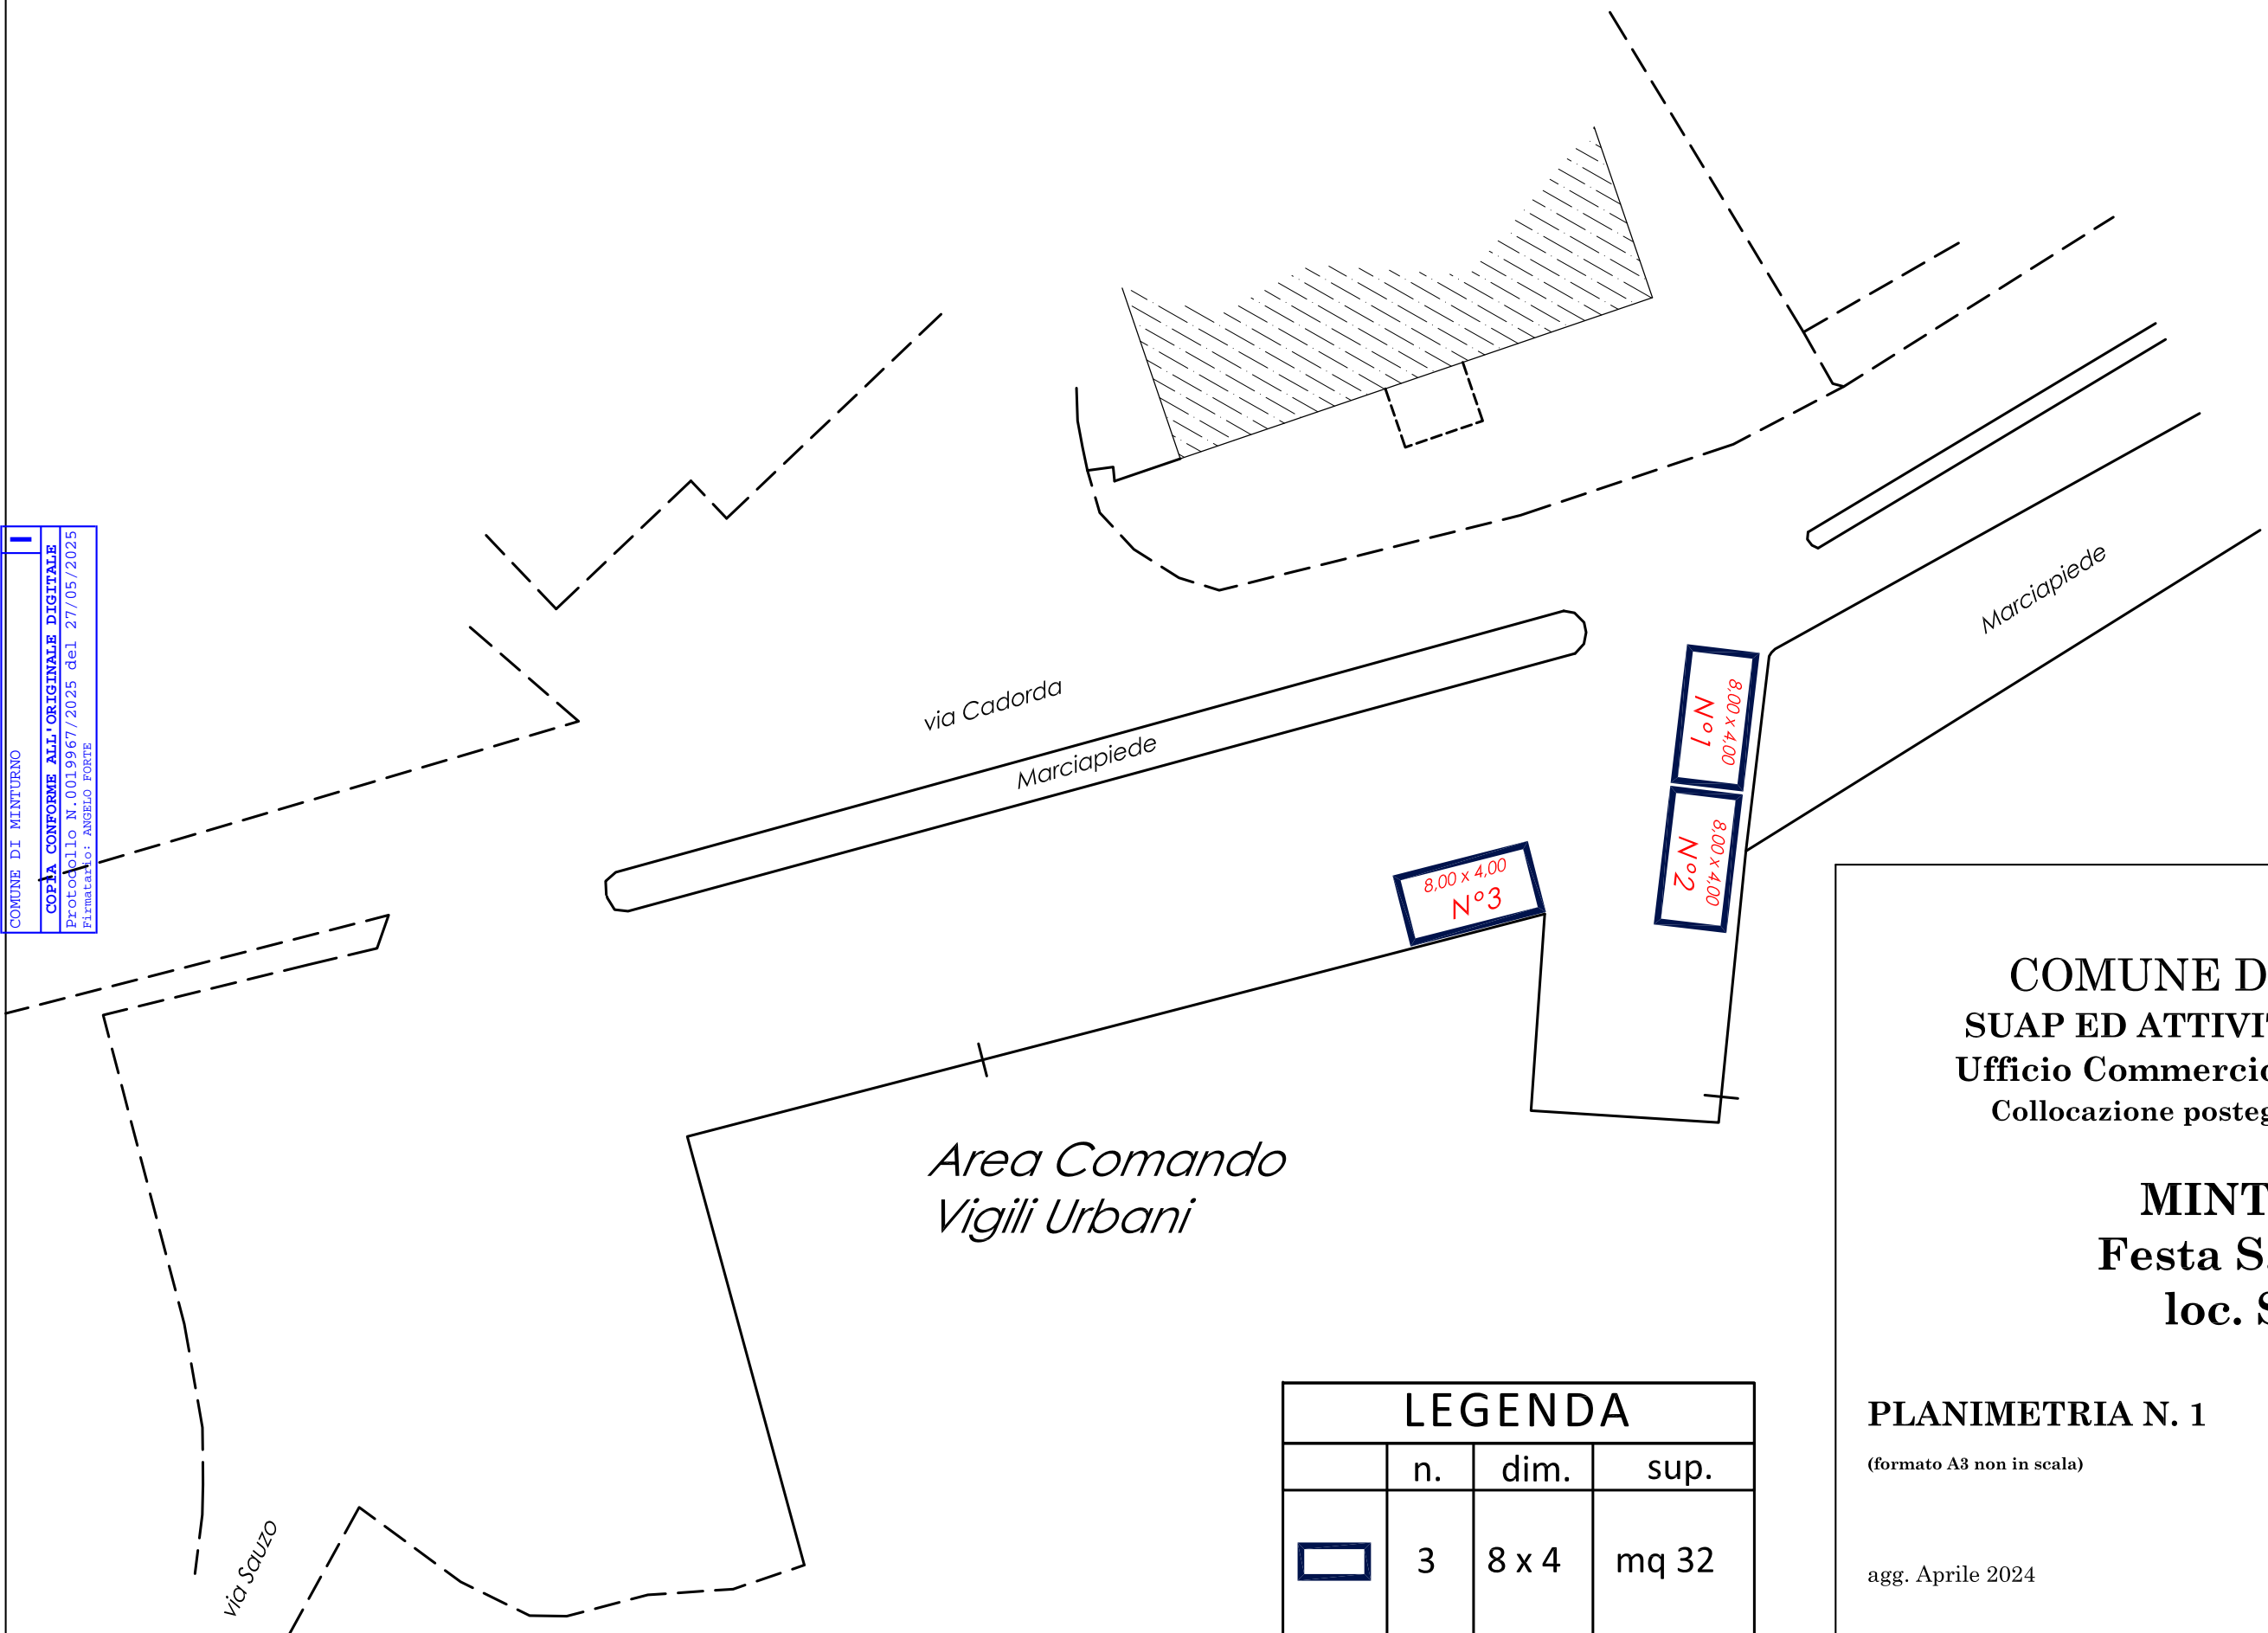 COMUNE DI MINTURNO
I
COPIA CONFORME ALL'ORIGINALE DIGITALE
Protocollo N.0019967/2025 del 27/05/2025
Firmatario: ANGELO FORTE
via Cadorda
Marciapiede
Marciapiede
8,00 x 4,00
N°1
8,00 x 4,00
N°2
8,00 x 4,00
N°3
Area Comando
Vigili Urbani
via Sauzo
LEGENDA
n. dim. sup.
3 8 x 4 mq 32
COMUNE D
SUAP ED ATTIVIT
Ufficio Commercio
Collocazione posteg
MINT
Festa S.
loc. S
PLANIMETRIA N. 1
(formato A3 non in scala)
agg. Aprile 2024